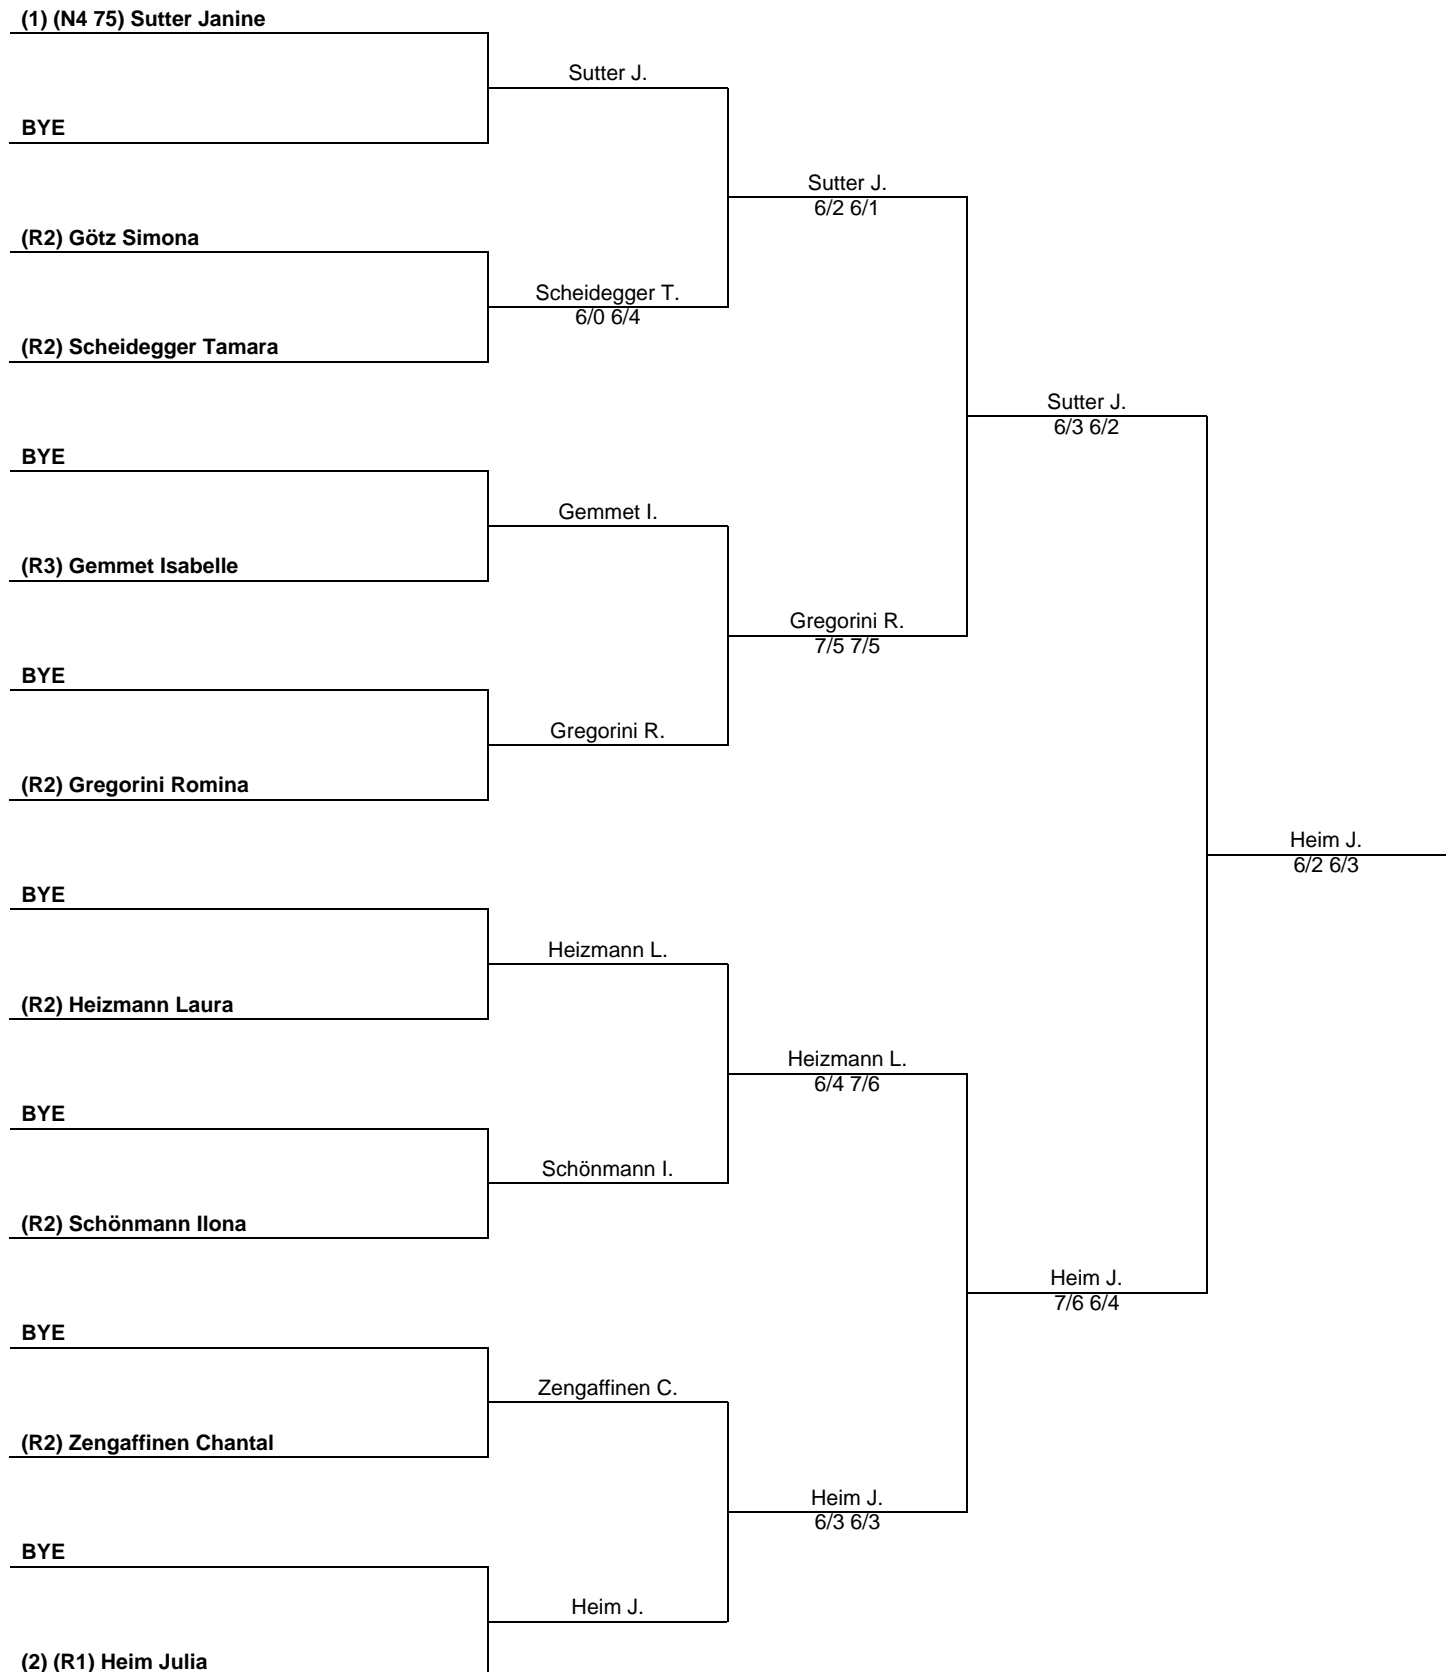 (1) (N4 75) Sutter Janine
Sutter J.
BYE
Sutter J.
6/2 6/1
(R2) Götz Simona
Scheidegger T.
6/0 6/4
(R2) Scheidegger Tamara
Sutter J.
6/3 6/2
BYE
Gemmet I.
(R3) Gemmet Isabelle
Gregorini R.
7/5 7/5
BYE
Gregorini R.
(R2) Gregorini Romina
Heim J.
6/2 6/3
BYE
Heizmann L.
(R2) Heizmann Laura
Heizmann L.
6/4 7/6
BYE
Schönmann I.
(R2) Schönmann Ilona
Heim J.
7/6 6/4
BYE
Zengaffinen C.
(R2) Zengaffinen Chantal
Heim J.
6/3 6/3
BYE
Heim J.
(2) (R1) Heim Julia